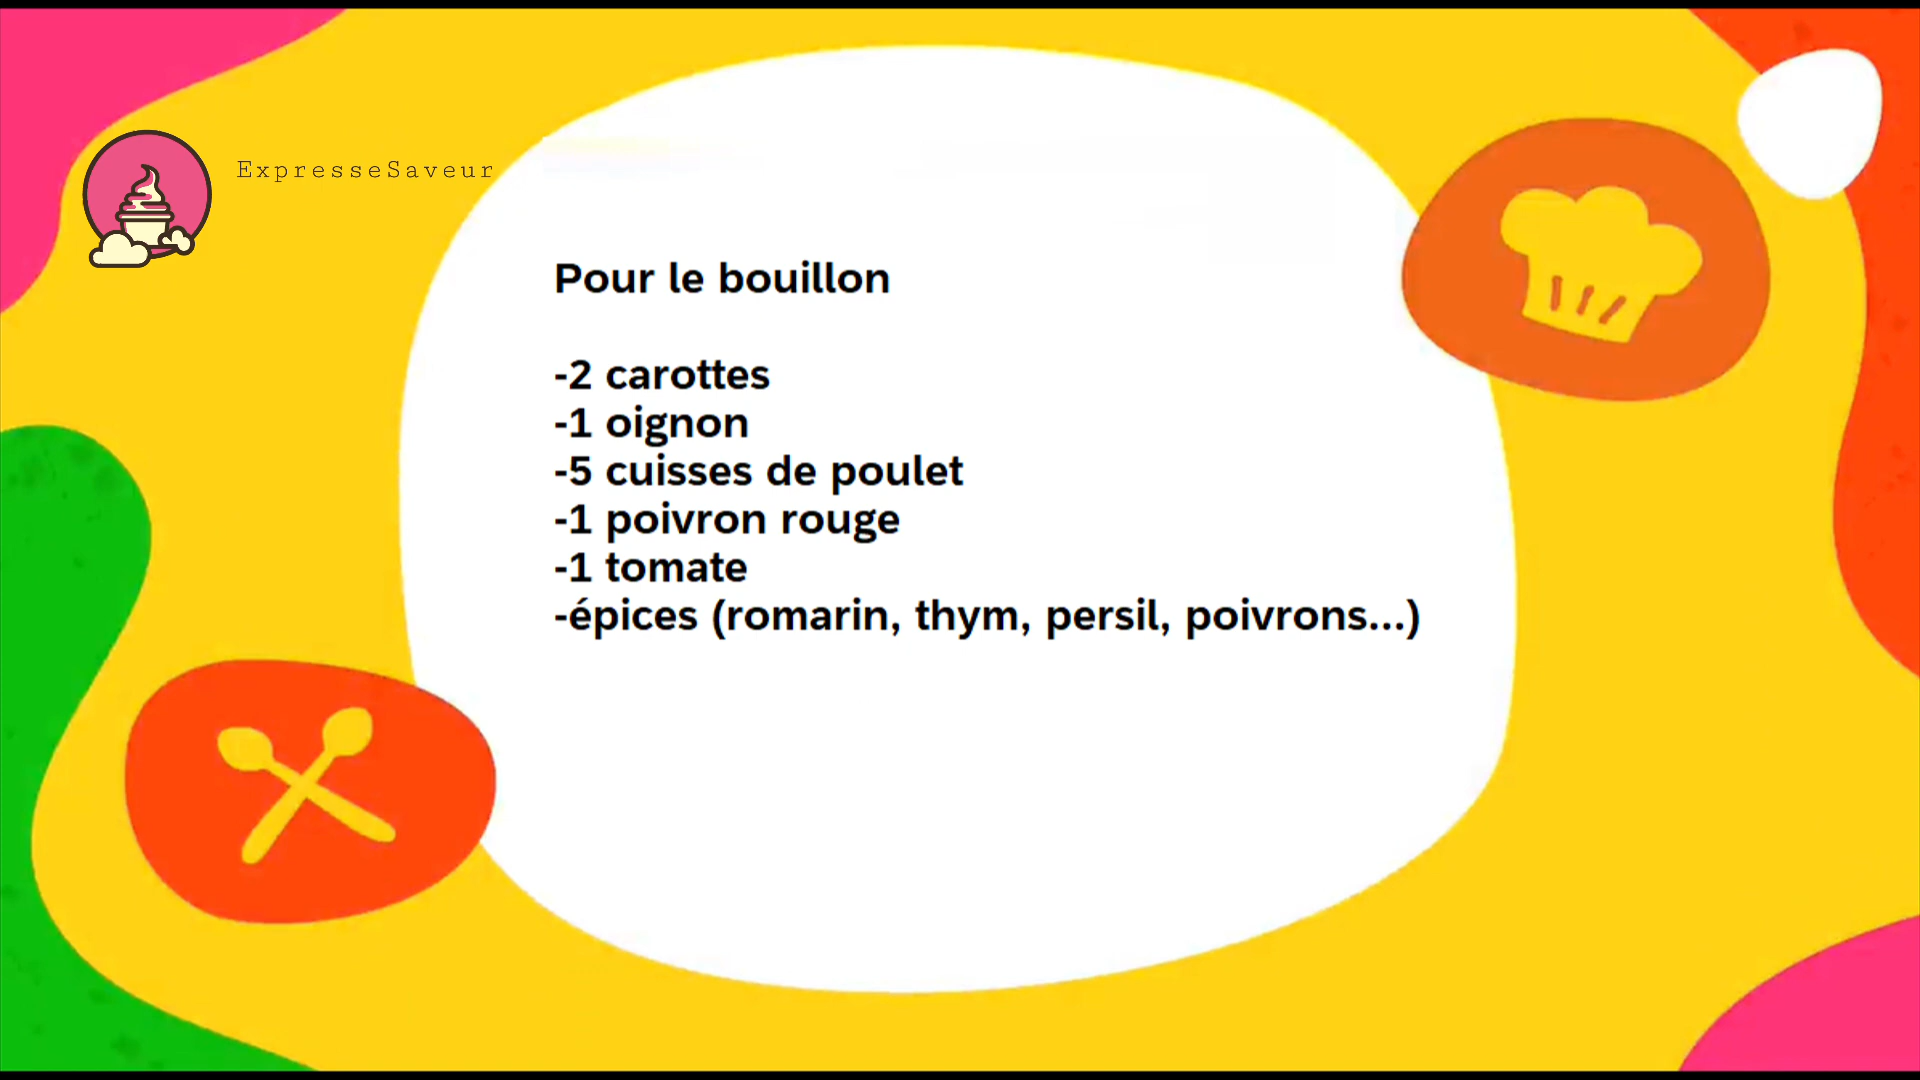 ExpresseSaveur
Pour le bouillon
-2 carottes
-1 oignon
-5 cuisses de poulet
-1 poivron rouge
-1 tomate
-épices (romarin, thym, persil, poivrons...)